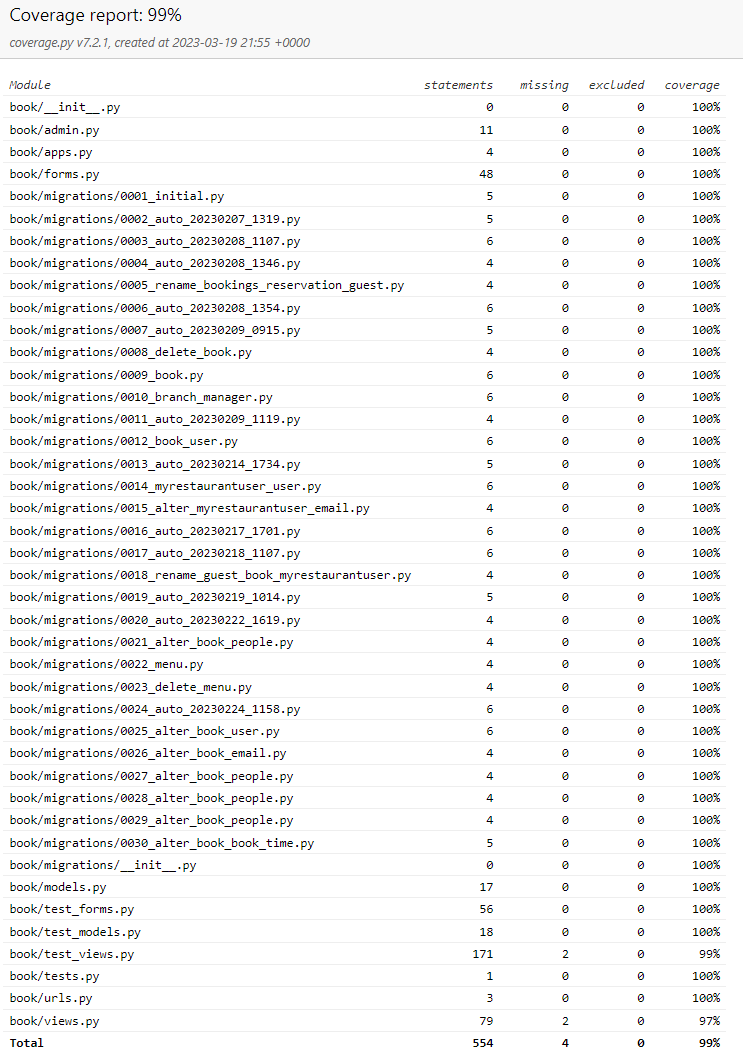 Coverage report: 99%
coverage.py v7.2.1, created at 2023-03-19 21:55 +0000
Module statements missing excluded coverage
book/__init__.py 0 0 0 100%
book/admin.py 11 0 0 100%
book/apps.py 4 0 0 100%
book/forms.py 48 0 0 100%
book/migrations/0001_initial.py 5 0 0 100%
book/migrations/0002_auto_20230207_1319.py 5 0 0 100%
book/migrations/0003_auto_20230208_1107.py 6 0 0 100%
book/migrations/0004_auto_20230208_1346.py 4 0 0 100%
book/migrations/0005_rename_bookings_reservation_guest.py 4 0 0 100%
book/migrations/0006_auto_20230208_1354.py 6 0 0 100%
book/migrations/0007_auto_20230209_0915.py 5 0 0 100%
book/migrations/0008_delete_book.py 4 0 0 100%
book/migrations/0009_book.py 6 0 0 100%
book/migrations/0010_branch_manager.py 6 0 0 100%
book/migrations/0011_auto_20230209_1119.py 4 0 0 100%
book/migrations/0012_book_user.py 6 0 0 100%
book/migrations/0013_auto_20230214_1734.py 5 0 0 100%
book/migrations/0014_myrestaurantuser_user.py 6 0 0 100%
book/migrations/0015_alter_myrestaurantuser_email.py 4 0 0 100%
book/migrations/0016_auto_20230217_1701.py 6 0 0 100%
book/migrations/0017_auto_20230218_1107.py 6 0 0 100%
book/migrations/0018_rename_guest_book_myrestaurantuser.py 4 0 0 100%
book/migrations/0019_auto_20230219_1014.py 5 0 0 100%
book/migrations/0020_auto_20230222_1619.py 4 0 0 100%
book/migrations/0021_alter_book_people.py 4 0 0 100%
book/migrations/0022_menu.py 4 0 0 100%
book/migrations/0023_delete_menu.py 4 0 0 100%
book/migrations/0024_auto_20230224_1158.py 6 0 0 100%
book/migrations/0025_alter_book_user.py 6 0 0 100%
book/migrations/0026_alter_book_email.py 4 0 0 100%
book/migrations/0027_alter_book_people.py 4 0 0 100%
book/migrations/0028_alter_book_people.py 4 0 0 100%
book/migrations/0029_alter_book_people.py 4 0 0 100%
book/migrations/0030_alter_book_book_time.py 5 0 0 100%
book/migrations/__init__.py 0 0 0 100%
book/models.py 17 0 0 100%
book/test_forms.py 56 0 0 100%
book/test_models.py 18 0 0 100%
book/test_views.py 171 2 0 99%
book/tests.py 1 0 0 100%
book/urls.py 3 0 0 100%
book/views.py 79 2 0 97%
Total 554 4 0 99%